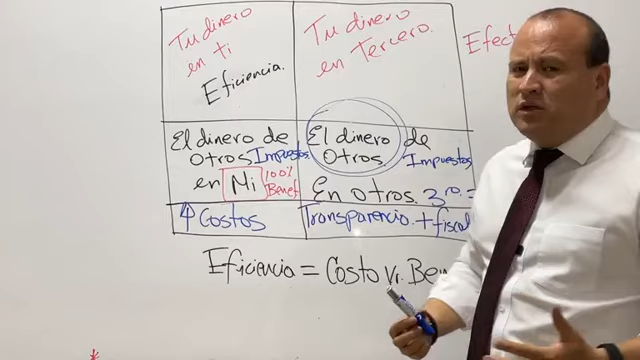 Tu dinero
en ti
Eficiencia.
Tu dinero
en Tercero.
Efect
El dinero de
otros Impuestos
en Mi 100%
Benef
↑ Costos
El dinero de
otros. Impuestos
En otros. 3ro. =
Transparencia + fiscal
Eficiencia = Costo Vr. Ben
*